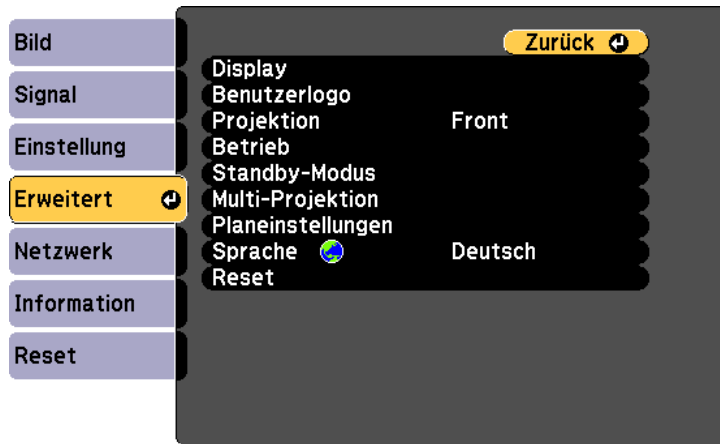 Bild
Signal
Einstellung
Erweitert
Netzwerk
Information
Reset
Zurück
Display
Benutzerlogo
Projektion Front
Betrieb
Standby-Modus
Multi-Projektion
Planeinstellungen
Sprache Deutsch
Reset